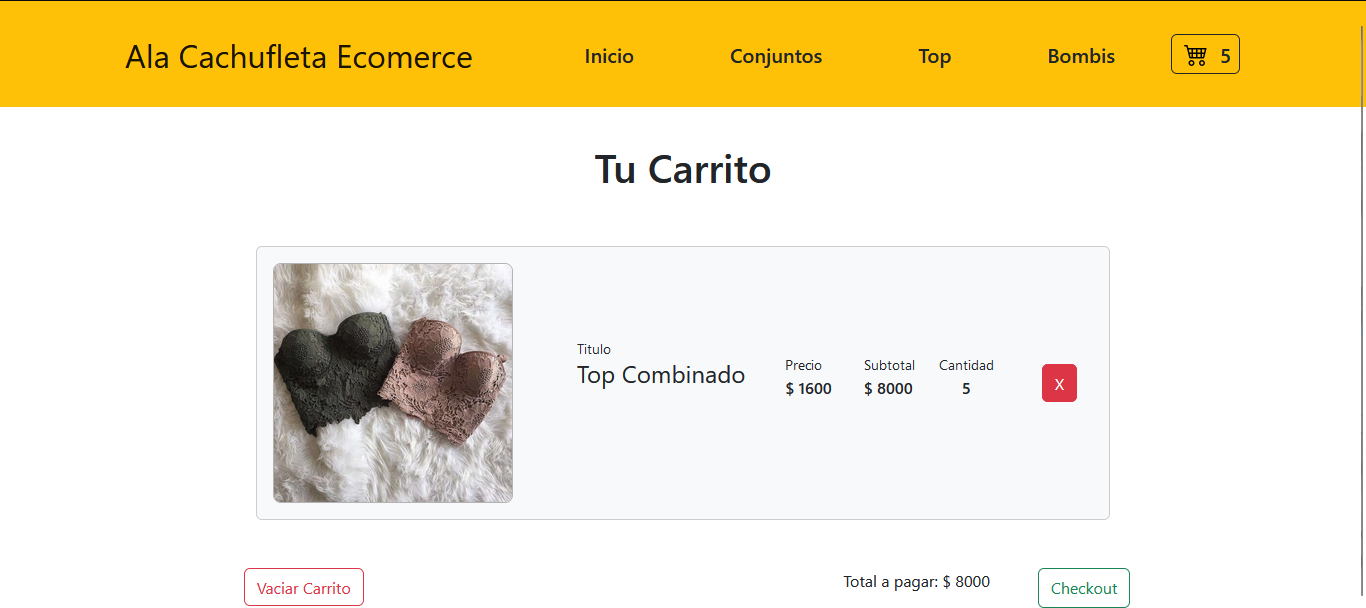 Ala Cachufleta Ecomerce Inicio Conjuntos Top Bombis 5
Tu Carrito
Titulo
Top Combinado
Precio Subtotal Cantidad
$ 1600 $ 8000 5
X
Vaciar Carrito Total a pagar: $ 8000 Checkout